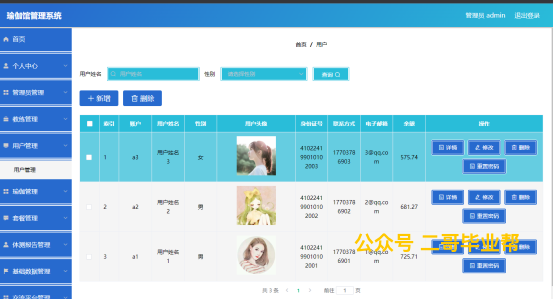 瑜伽馆管理系统
管理员 admin 退出登录
首页
个人中心
管理员管理
教练管理
用户管理
用户管理
瑜伽管理
套餐管理
体测报告管理
基础数据管理
交流平台管理
首页 / 用户
用户姓名 用户姓名 性别 请选择性别 查询
+ 新增 删除
索引 账户 用户姓名 性别 用户头像 身份证号 联系方式 电子邮箱 余额 操作
1 a3 用户姓名3 女 410224199010102003 17703786903 3@qq.com 575.74 详情 修改 删除 重置密码
2 a2 用户姓名2 男 410224199010102002 17703786902 2@qq.com 681.27 详情 修改 删除 重置密码
3 a1 用户姓名1 男 410224199010102001 17703786901 1@qq.com 725.71 详情 修改 删除 重置密码
公众号 二哥毕业帮
共 3 条 1 前往 1 页